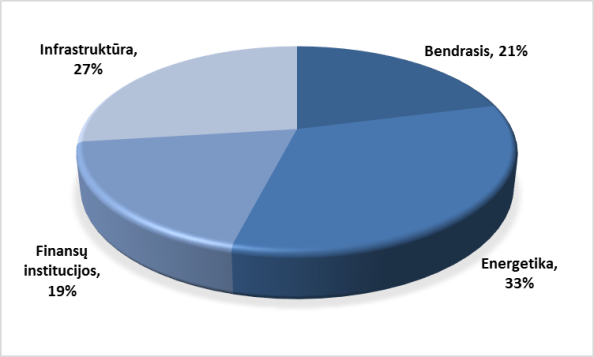 Infrastruktūra,
27%
Bendrasis, 21%
Finansų
institucijos,
19%
Energetika,
33%